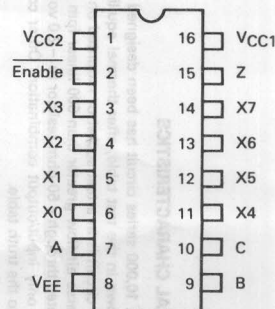 VCC2 1 16 VCC1
Enable 2 15 Z
X3 3 14 X7
X2 4 13 X6
X1 5 12 X5
X0 6 11 X4
A 7 10 C
VEE 8 9 B